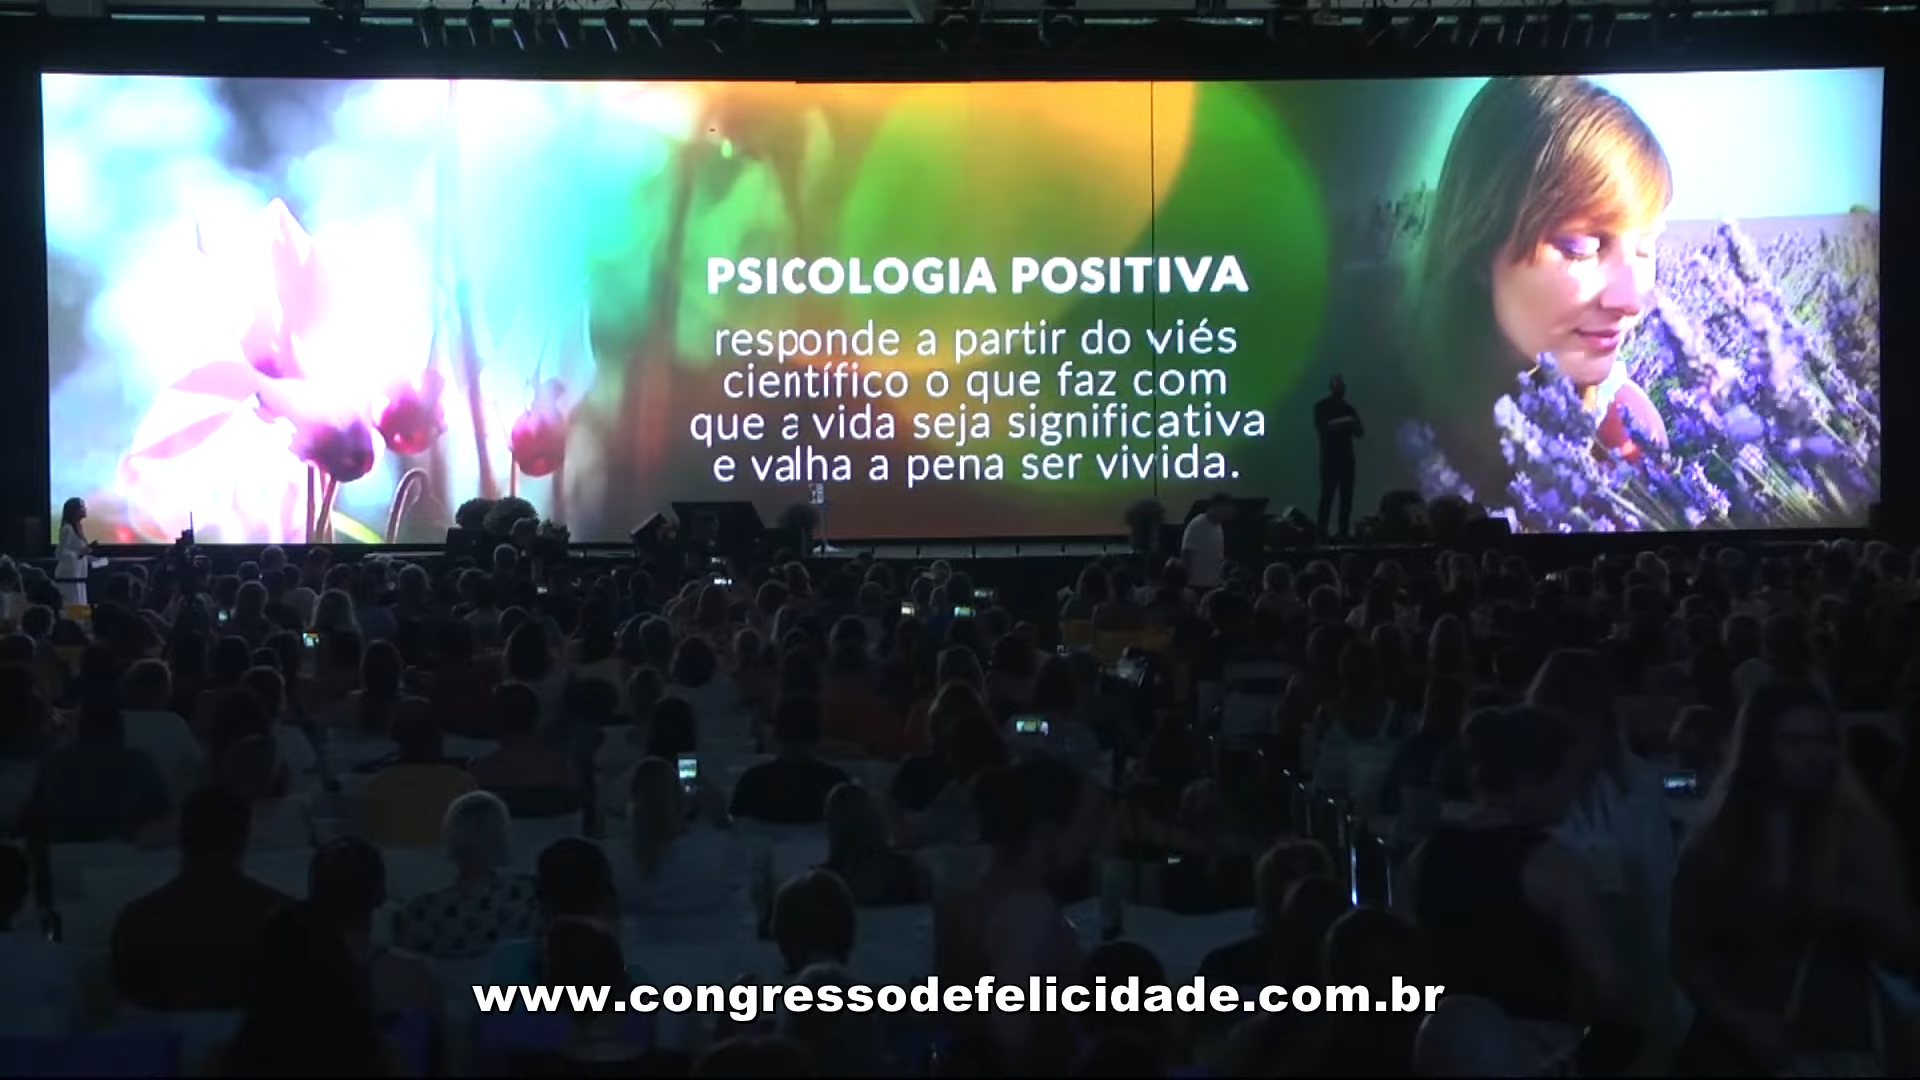 PSICOLOGIA POSITIVA
responde a partir do viés
científico o que faz com
que a vida seja significativa
e valha a pena ser vivida.
www.congressodefelicidade.com.br